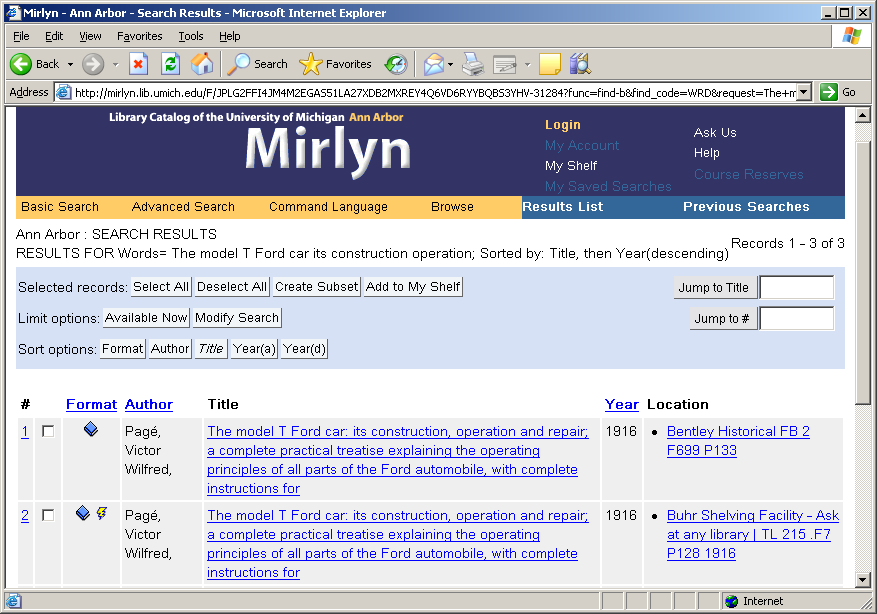 Mirlyn - Ann Arbor - Search Results - Microsoft Internet Explorer
File Edit View Favorites Tools Help
Back Search Favorites
Address http://mirlyn.lib.umich.edu/F/JPLG2FFI4JM4M2EGAS51LA27XDB2MXREY4Q6VD6RYYBQBS3YHV-31284?func=find-b&find_code=WRD&request=The+m Go
Library Catalog of the University of Michigan Ann Arbor
Mirlyn
Login
My Account
My Shelf
My Saved Searches
Ask Us
Help
Course Reserves
Basic Search Advanced Search Command Language Browse Results List Previous Searches
Ann Arbor : SEARCH RESULTS
RESULTS FOR Words= The model T Ford car its construction operation; Sorted by: Title, then Year(descending)
Records 1 - 3 of 3
Selected records: Select All Deselect All Create Subset Add to My Shelf Jump to Title
Limit options: Available Now Modify Search Jump to #
Sort options: Format Author Title Year(a) Year(d)
# Format Author Title Year Location
1 Pagé, The model T Ford car: its construction, operation and repair; 1916 • Bentley Historical FB 2
Victor a complete practical treatise explaining the operating F699 P133
Wilfred, principles of all parts of the Ford automobile, with complete
instructions for
2 Pagé, The model T Ford car: its construction, operation and repair; 1916 • Buhr Shelving Facility - Ask
Victor a complete practical treatise explaining the operating at any library | TL 215 .F7
Wilfred, principles of all parts of the Ford automobile, with complete P128 1916
instructions for
Internet